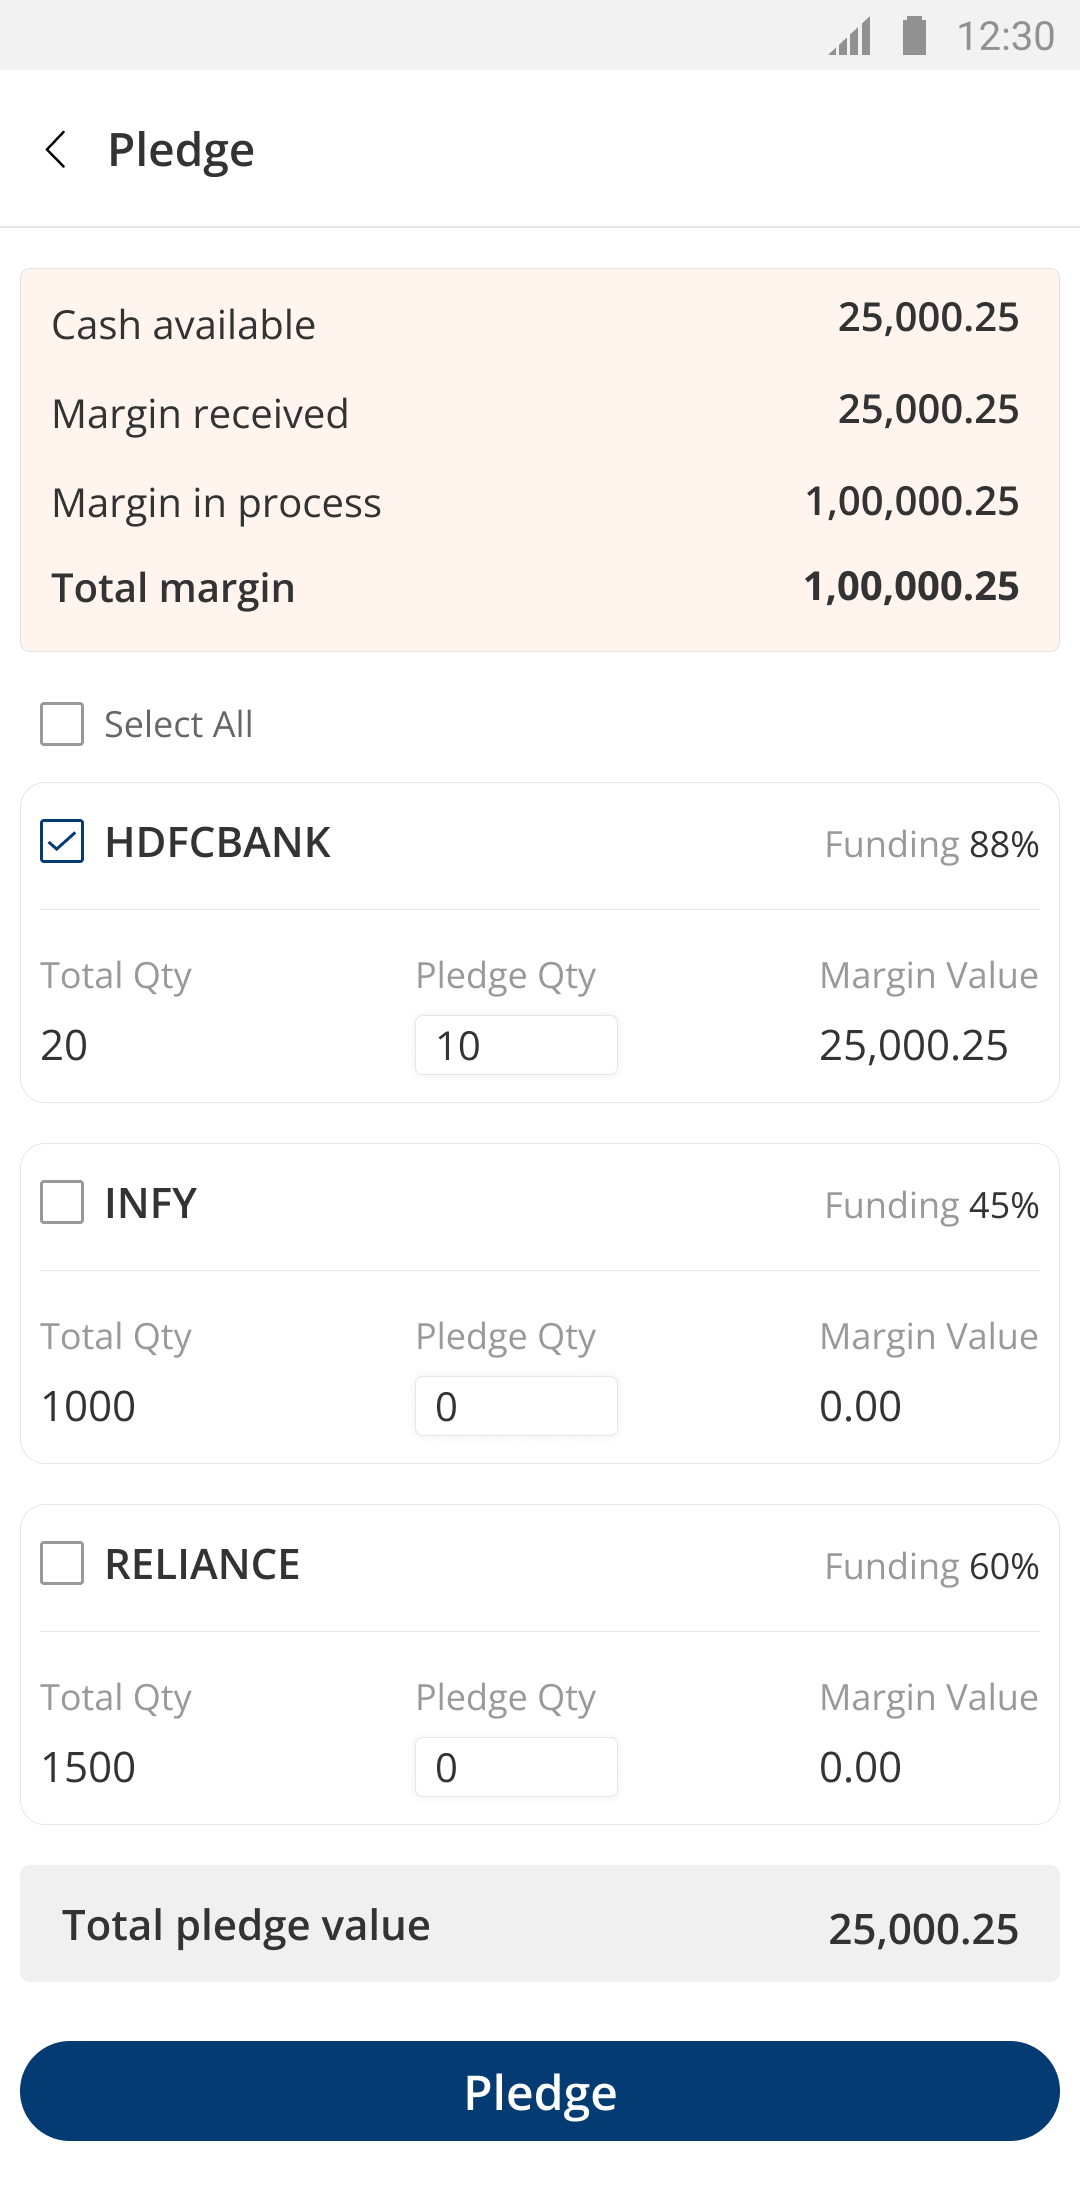 12:30
Pledge
Cash available 25,000.25
Margin received 25,000.25
Margin in process 1,00,000.25
Total margin 1,00,000.25
Select All
HDFCBANK Funding 88%
Total Qty Pledge Qty Margin Value
20 10 25,000.25
INFY Funding 45%
Total Qty Pledge Qty Margin Value
1000 0 0.00
RELIANCE Funding 60%
Total Qty Pledge Qty Margin Value
1500 0 0.00
Total pledge value 25,000.25
Pledge